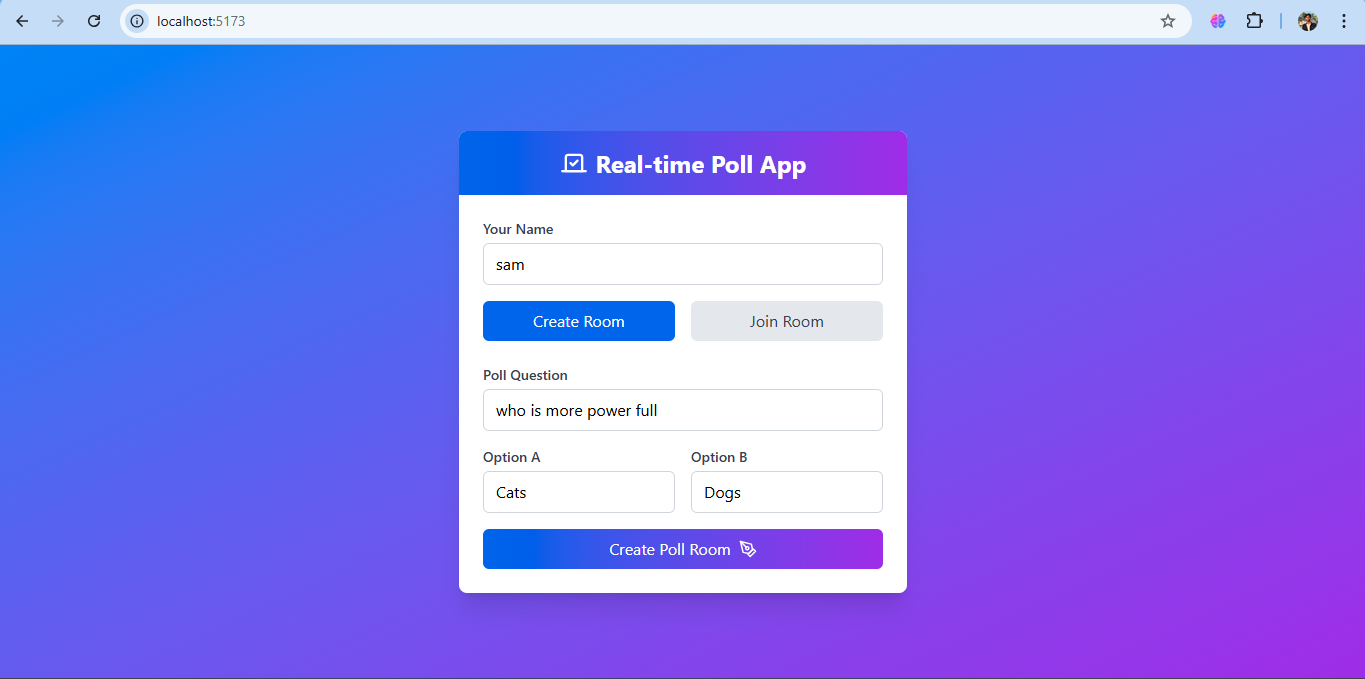 localhost:5173
Real-time Poll App
Your Name
sam
Create Room Join Room
Poll Question
who is more power full
Option A Option B
Cats Dogs
Create Poll Room